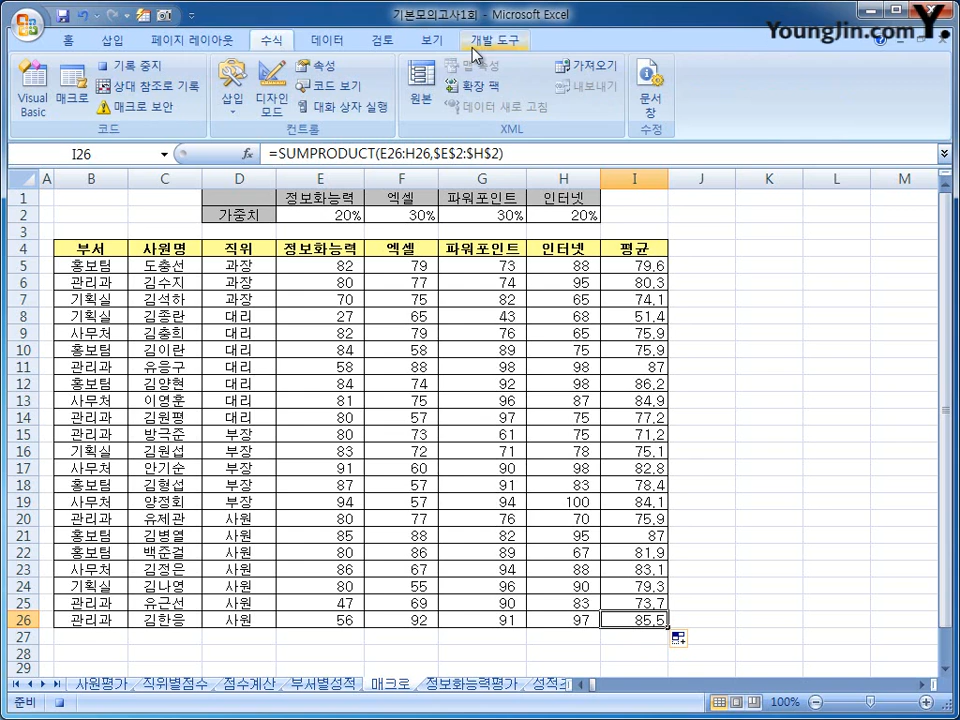 기본모의고사1회 - Microsoft Excel
YoungJin.com Y.
홈 삽입 페이지 레이아웃 수식 데이터 검토 보기 개발 도구
Visual Basic 매크로 기록 중지 상대 참조로 기록 매크로 보안 코드
삽입 디자인 모드 속성 코드 보기 대화 상자 실행 컨트롤
원본 맵 속성 확장 팩 데이터 새로 고침 가져오기 내보내기 XML
문서 창 수정
I26 fx =SUMPRODUCT(E26:H26,$E$2:$H$2)
A B C D E F G H I J K L M
1 정보화능력 엑셀 파워포인트 인터넷
2 가중치 20% 30% 30% 20%
3
4 부서 사원명 직위 정보화능력 엑셀 파워포인트 인터넷 평균
5 홍보팀 도충선 과장 82 79 73 88 79.6
6 관리과 김수지 과장 80 77 74 95 80.3
7 기획실 김석하 과장 70 75 82 65 74.1
8 기획실 김종란 대리 27 65 43 68 51.4
9 사무처 김충희 대리 82 79 76 65 75.9
10 홍보팀 김이란 대리 84 58 89 75 75.9
11 관리과 유응구 대리 58 88 98 98 87
12 홍보팀 김양현 대리 84 74 92 98 86.2
13 사무처 이영훈 대리 81 75 96 87 84.9
14 관리과 김원평 대리 80 57 97 75 77.2
15 관리과 방극준 부장 80 73 61 75 71.2
16 기획실 김원섭 부장 83 72 71 78 75.1
17 사무처 안기순 부장 91 60 90 98 82.8
18 홍보팀 김형섭 부장 84 57 91 83 78.4
19 사무처 양정회 부장 94 57 94 100 84.1
20 관리과 유제관 사원 80 77 76 70 75.9
21 홍보팀 김병열 사원 85 88 82 95 87
22 홍보팀 백준걸 사원 80 86 89 67 81.9
23 사무처 김정은 사원 86 67 94 88 83.1
24 기획실 김나영 사원 80 55 96 90 79.3
25 관리과 유근선 사원 47 69 90 83 73.7
26 관리과 김한응 사원 56 92 91 97 85.5
27
28
29
사원평가 직위별점수 점수계산 부서별성적 매크로 정보화능력평가 성적
준비 100%